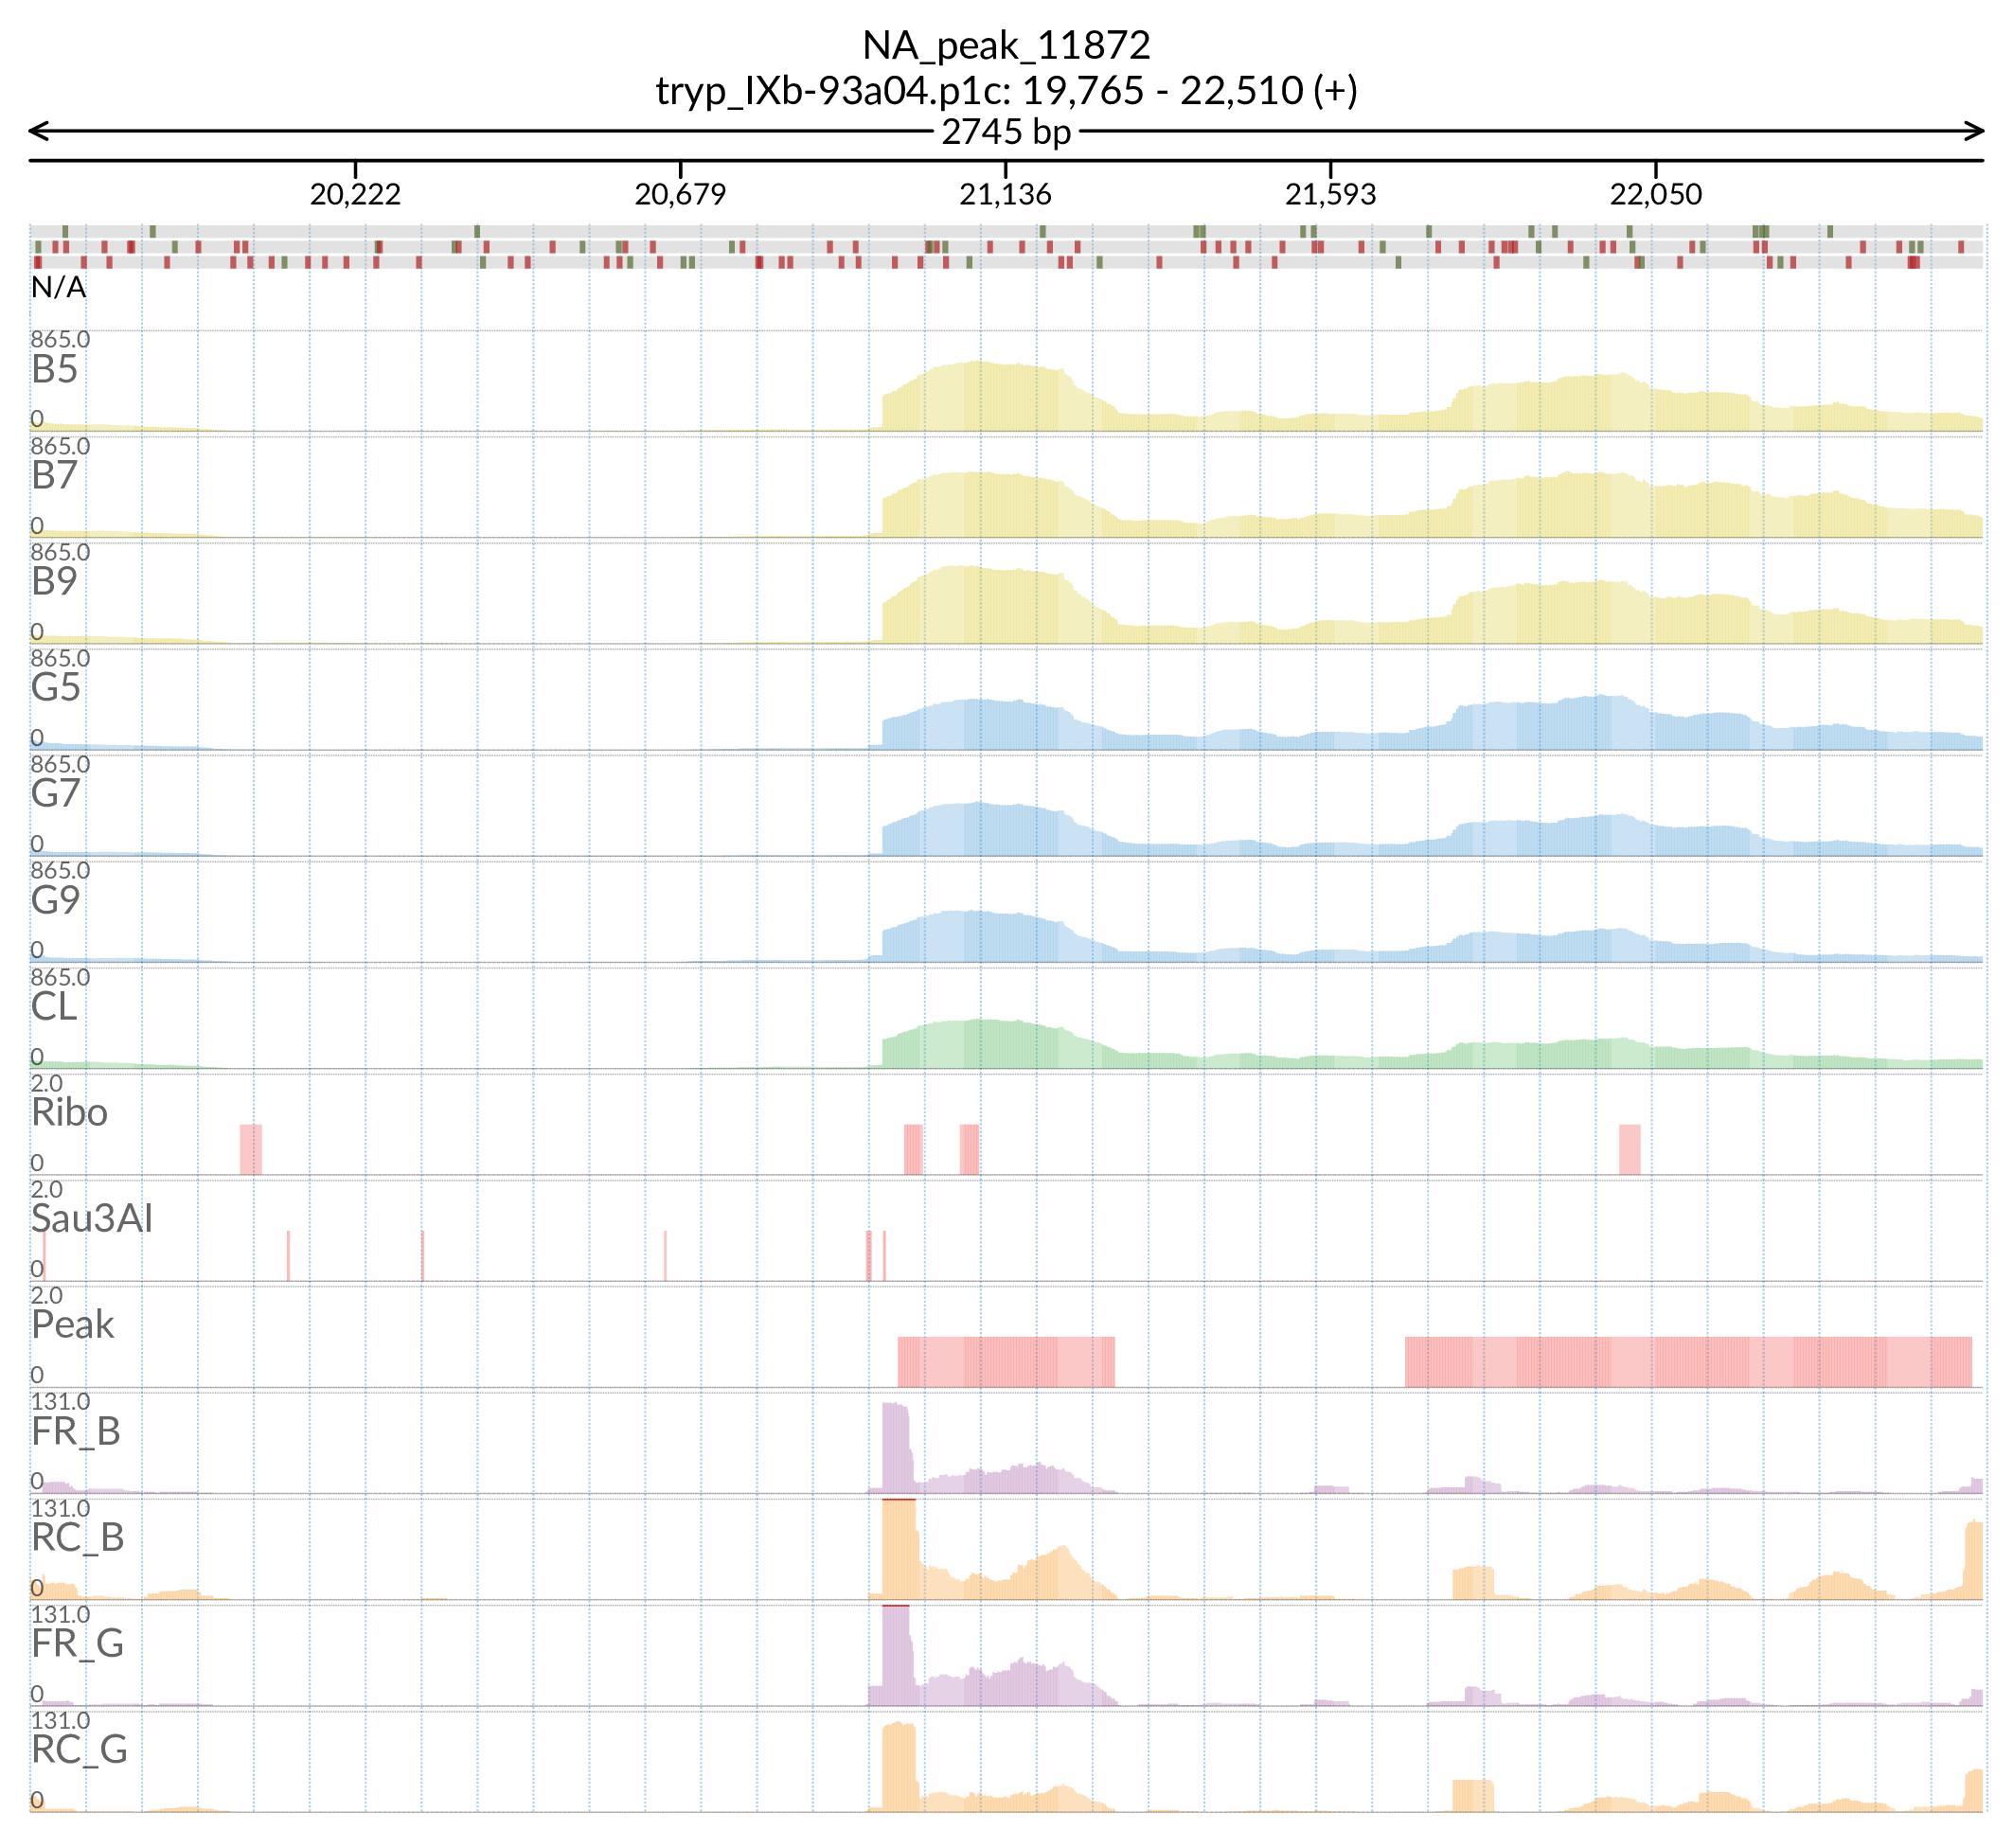 NA_peak_11872
tryp_IXb-93a04.p1c: 19,765 - 22,510 (+)
2745 bp
20,222 20,679 21,136 21,593 22,050
N/A
865.0
B5
0
865.0
B7
0
865.0
B9
0
865.0
G5
0
865.0
G7
0
865.0
G9
0
865.0
CL
0
2.0
Ribo
0
2.0
Sau3AI
0
2.0
Peak
0
131.0
FR_B
0
131.0
RC_B
0
131.0
FR_G
0
131.0
RC_G
0